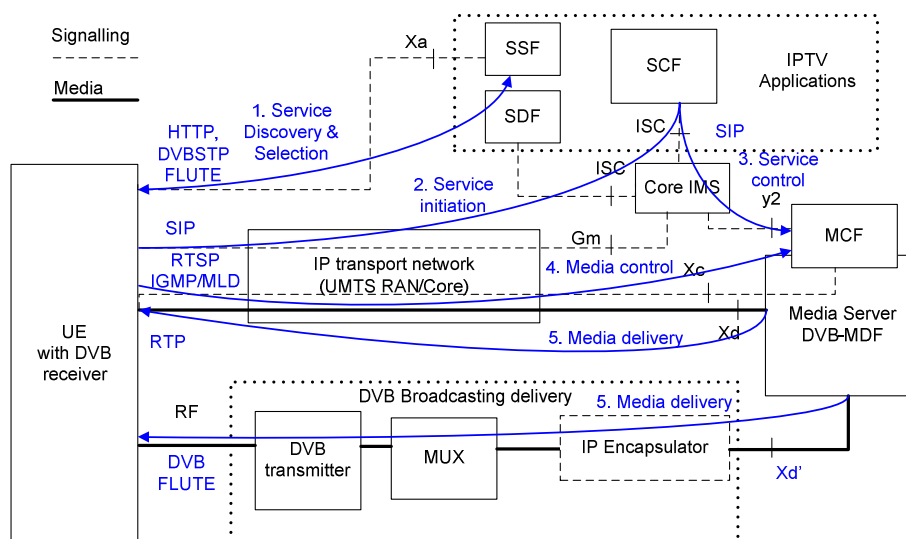 Signalling
Media
Xa
SSF
SDF
SCF
IPTV
Applications
ISC
SIP
1. Service
Discovery &
Selection
HTTP,
DVBSTP
FLUTE
2. Service
initiation
ISC
Core IMS
3. Service
control
y2
MCF
SIP
Gm
RTSP
IGMP/MLD
IP transport network
(UMTS RAN/Core)
4. Media control
Xc
Xd
Media Server
DVB-MDF
UE
with DVB
receiver
RTP
5. Media delivery
RF
DVB Broadcasting delivery
5. Media delivery
DVB
transmitter
MUX
IP Encapsulator
DVB
FLUTE
Xd’